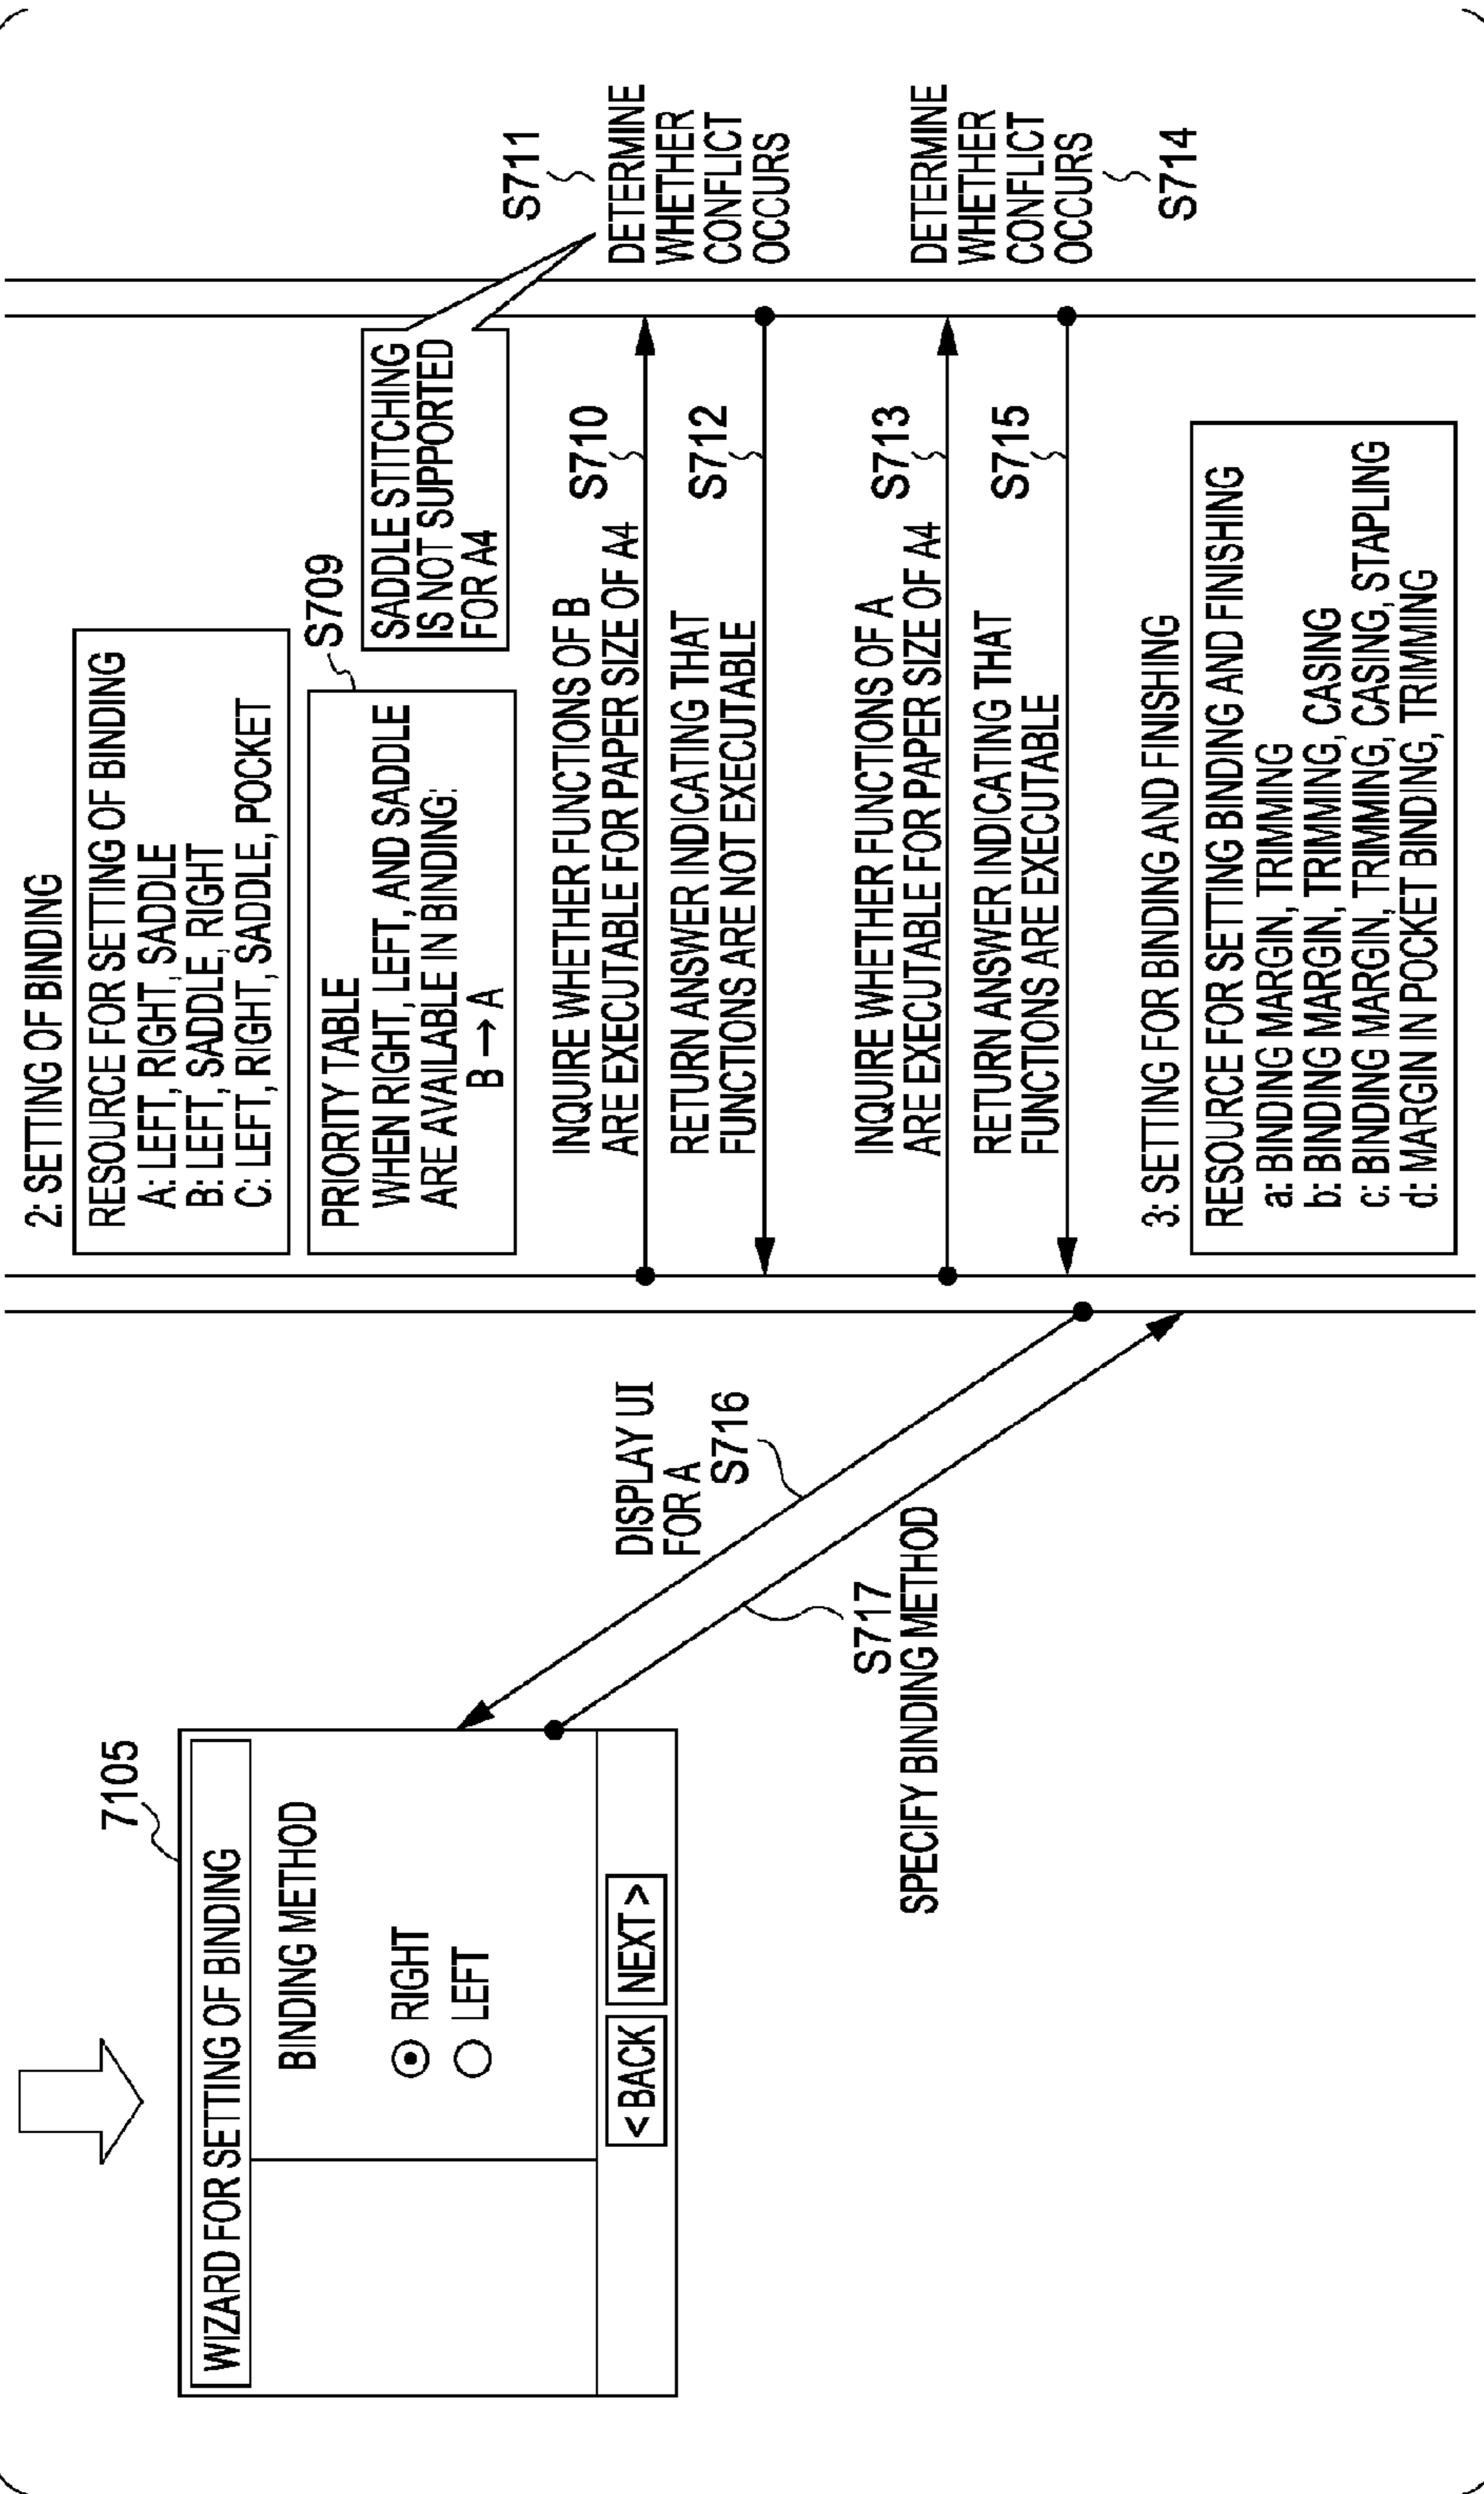 7105
WIZARD FOR SETTING OF BINDING
BINDING METHOD
RIGHT
LEFT
< BACK
NEXT >
DISPLAY UI
FOR A
S716
S717
SPECIFY BINDING METHOD
2: SETTING OF BINDING
RESOURCE FOR SETTING OF BINDING
A: LEFT, RIGHT, SADDLE
B: LEFT, SADDLE, RIGHT
C: LEFT, RIGHT, SADDLE, POCKET
S709
PRIORITY TABLE
WHEN RIGHT, LEFT, AND SADDLE
ARE AVAILABLE IN BINDING,
B → A
SADDLE STITCHING
IS NOT SUPPORTED
FOR A4
S711
DETERMINE
WHETHER
CONFLICT
OCCURS
INQUIRE WHETHER FUNCTIONS OF B
ARE EXECUTABLE FOR PAPER SIZE OF A4
S710
RETURN ANSWER INDICATING THAT
FUNCTIONS ARE NOT EXECUTABLE
S712
INQUIRE WHETHER FUNCTIONS OF A
ARE EXECUTABLE FOR PAPER SIZE OF A4
S713
DETERMINE
WHETHER
CONFLICT
OCCURS
S714
RETURN ANSWER INDICATING THAT
FUNCTIONS ARE EXECUTABLE
S715
3: SETTING FOR BINDING AND FINISHING
RESOURCE FOR SETTING BINDING AND FINISHING
a: BINDING MARGIN, TRIMMING
b: BINDING MARGIN, TRIMMING, CASING
c: BINDING MARGIN, TRIMMING, CASING, STAPLING
d: MARGIN IN POCKET BINDING, TRIMMING